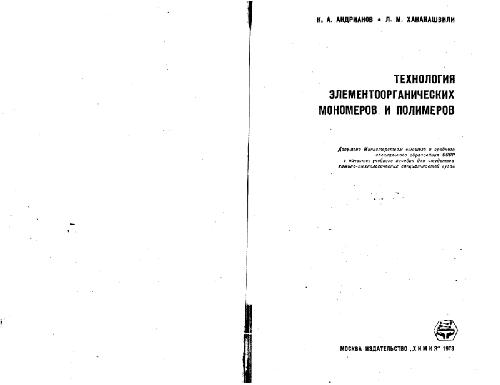 К. А. АНДРИАНОВ • Л. М. ХАНАНАШВИЛИ
ТЕХНОЛОГИЯ
ЭЛЕМЕНТООРГАНИЧЕСКИХ
МОНОМЕРОВ И ПОЛИМЕРОВ
Допущено Министерством высшего и среднего
специального образования СССР
в качестве учебного пособия для студентов
химико-технологических специальностей вузов
МОСКВА ИЗДАТЕЛЬСТВО „ХИМИЯ" 1973